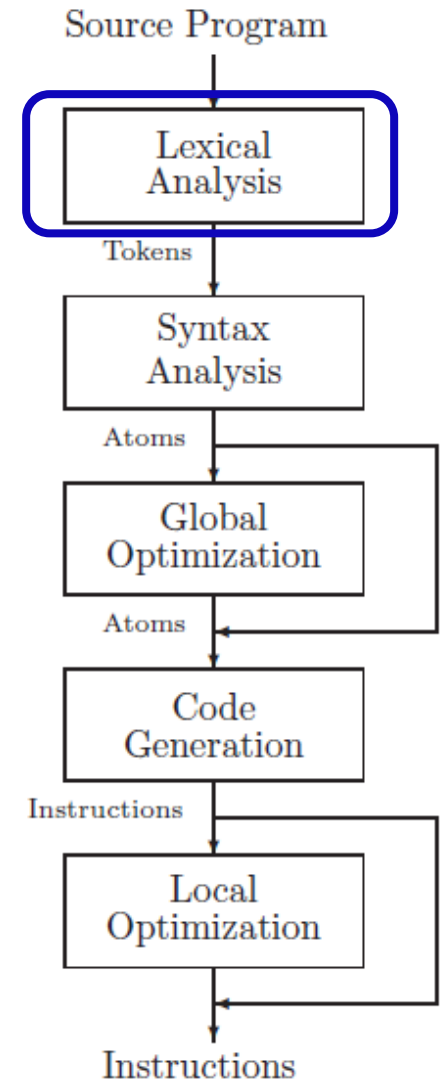 Source Program
Lexical
Analysis
Tokens
Syntax
Analysis
Atoms
Global
Optimization
Atoms
Code
Generation
Instructions
Local
Optimization
Instructions